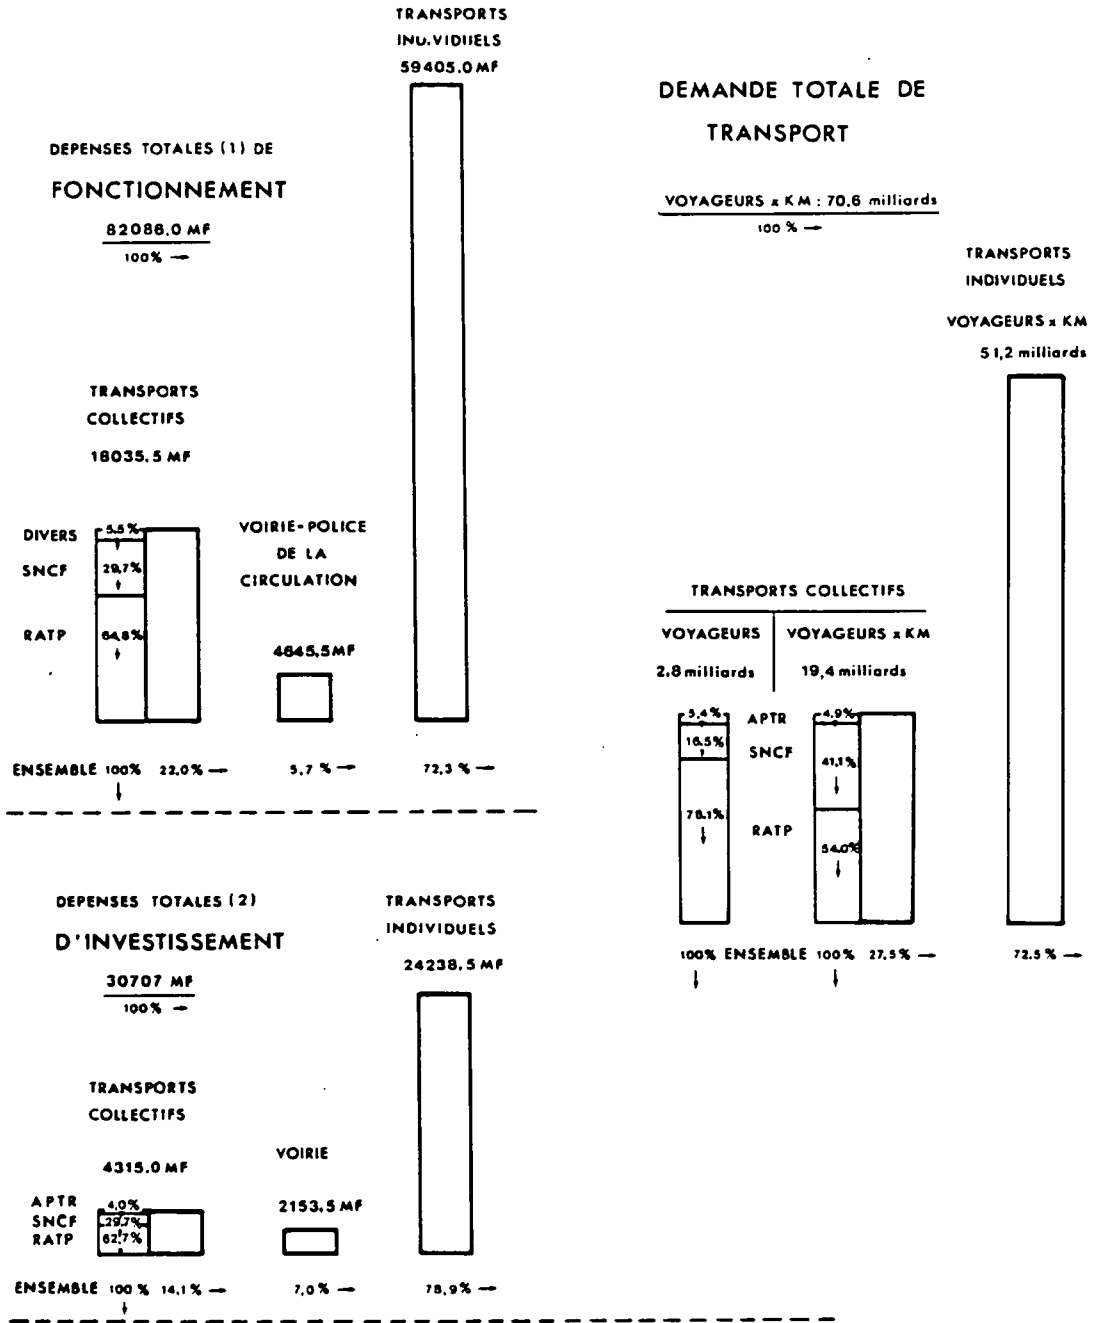 TRANSPORTS
INU.VIDUELS
59405.0 MF
DEPENSES TOTALES (1) DE
FONCTIONNEMENT
82086,0 MF
100% →
TRANSPORTS
COLLECTIFS
18035,5 MF
DIVERS 5,5%
SNCF 29,7%
RATP 64,8%
VOIRIE-POLICE
DE LA
CIRCULATION
4645,5MF
ENSEMBLE 100% 22,0% → 5,7 % → 72,3 % →
DEMANDE TOTALE DE
TRANSPORT
VOYAGEURS x KM : 70,6 milliards
100 % →
TRANSPORTS
INDIVIDUELS
VOYAGEURS x KM
51,2 milliards
TRANSPORTS COLLECTIFS
VOYAGEURS VOYAGEURS x KM
2.8 milliards 19,4 milliards
5,4% APTR 4,9%
16,5% SNCF 41,1%
78,1% RATP 54,0%
100% ENSEMBLE 100% 27,5% → 72,5% →
DEPENSES TOTALES (2)
D'INVESTISSEMENT
30707 MF
100% →
TRANSPORTS
INDIVIDUELS
24238,5 MF
TRANSPORTS
COLLECTIFS
4315.0 MF
APTR 4,0%
SNCF 29,7%
RATP 62,7%
VOIRIE
2153,5 MF
ENSEMBLE 100 % 14,1% → 7,0% → 78,9% →